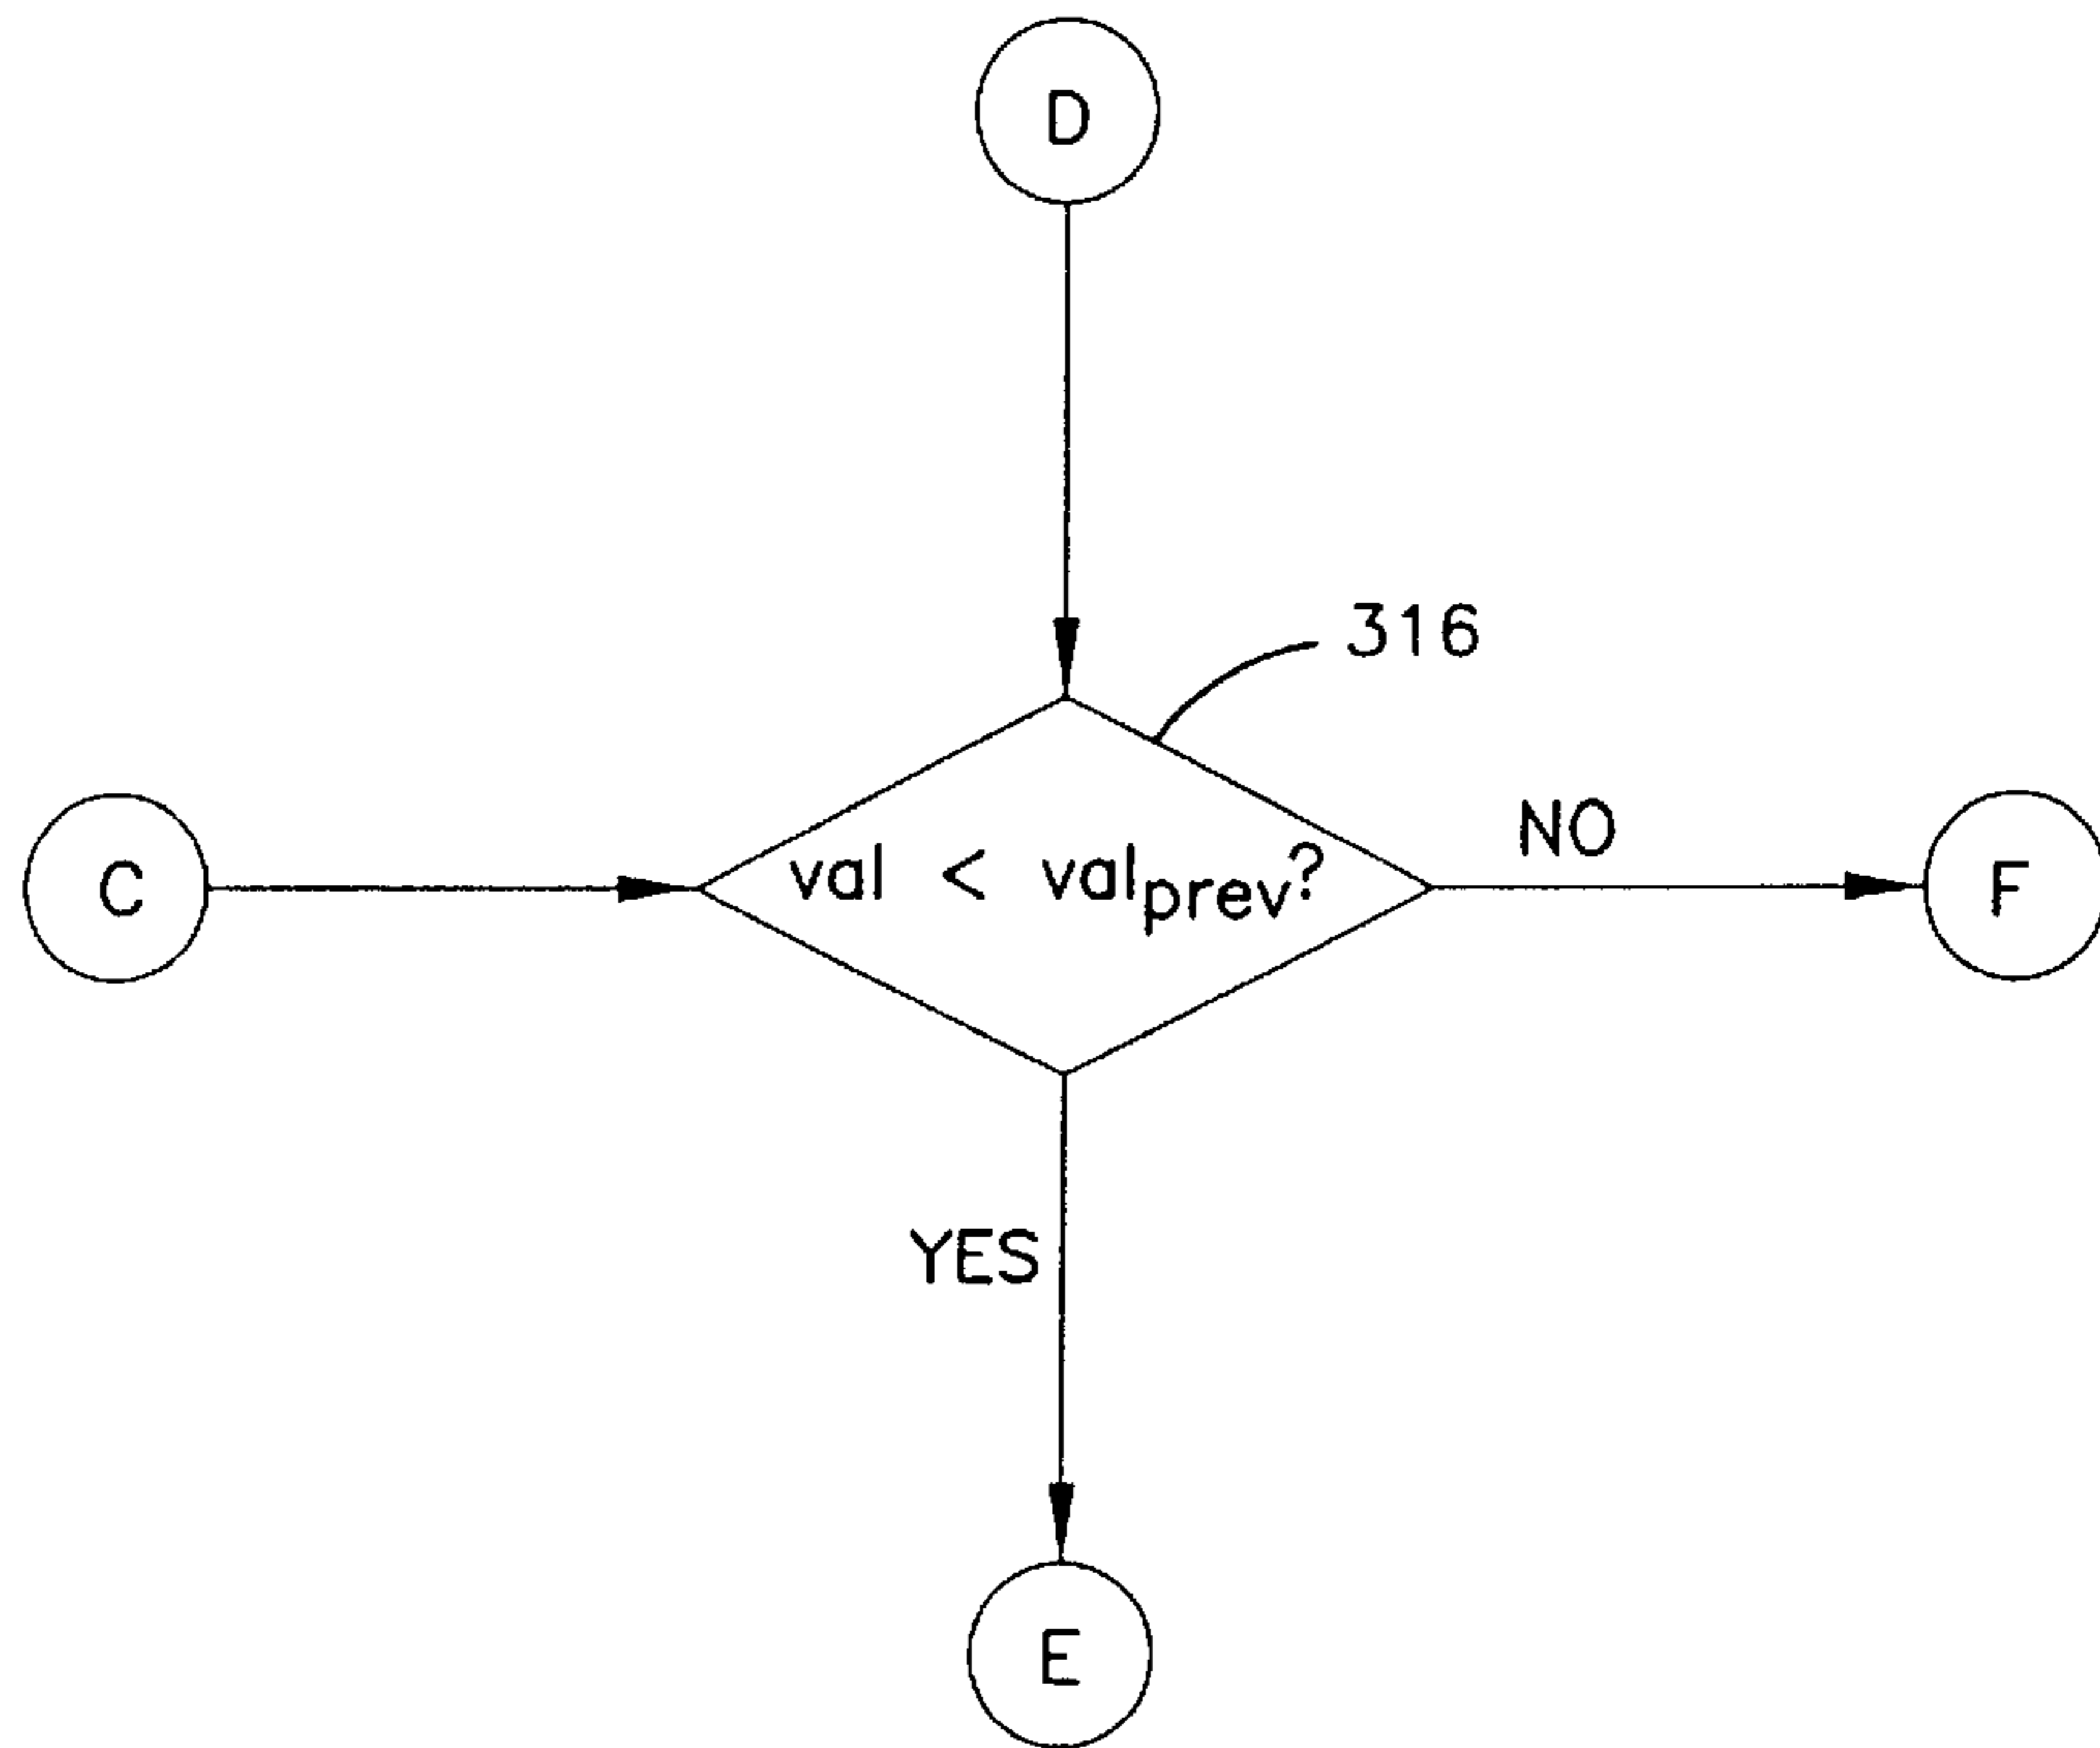 D
316
NO
C
val < valprev?
F
YES
E